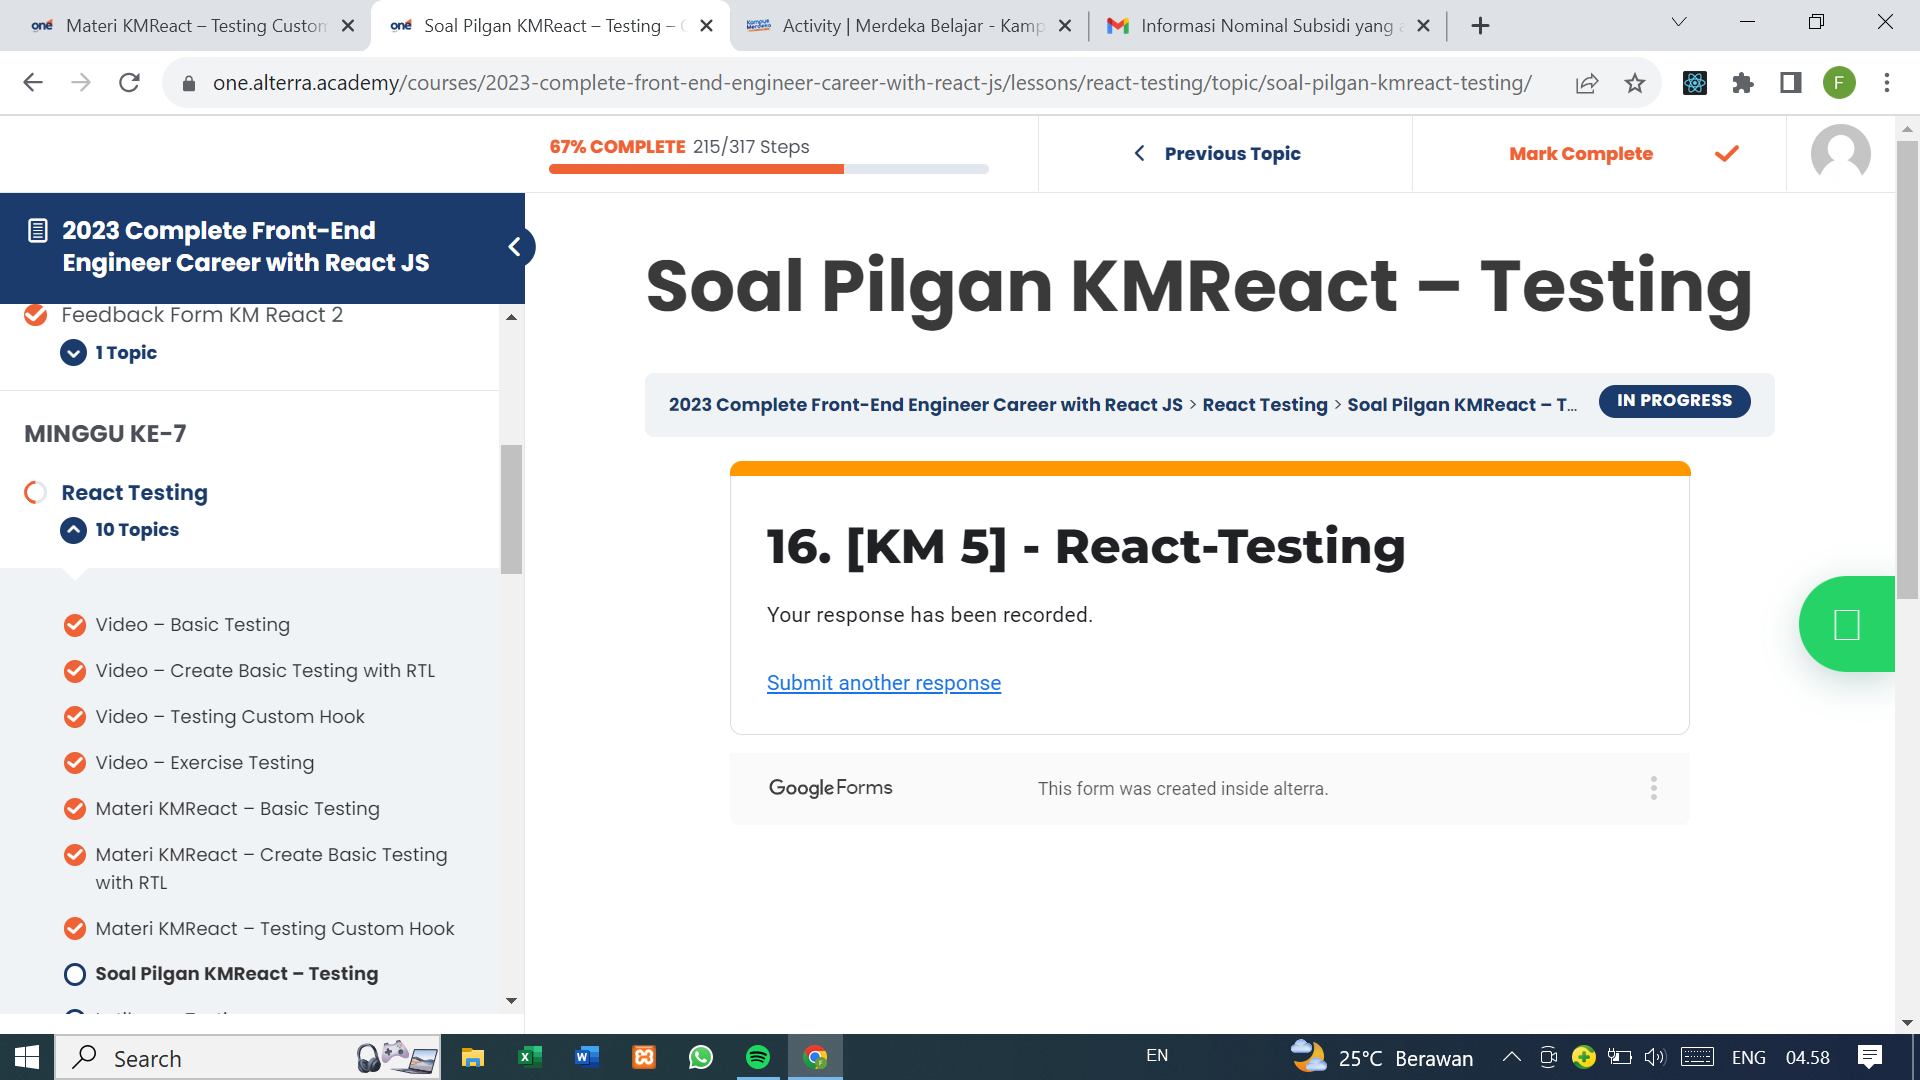 one Materi KMReact – Testing Custom
one Soal Pilgan KMReact – Testing –
Kampus Merdeka Activity | Merdeka Belajar - Kamp
Informasi Nominal Subsidi yang
one.alterra.academy/courses/2023-complete-front-end-engineer-career-with-react-js/lessons/react-testing/topic/soal-pilgan-kmreact-testing/
F
67% COMPLETE 215/317 Steps
Previous Topic
Mark Complete
2023 Complete Front-End
Engineer Career with React JS
Feedback Form KM React 2
1 Topic
MINGGU KE-7
React Testing
10 Topics
Video – Basic Testing
Video – Create Basic Testing with RTL
Video – Testing Custom Hook
Video – Exercise Testing
Materi KMReact – Basic Testing
Materi KMReact – Create Basic Testing
with RTL
Materi KMReact – Testing Custom Hook
Soal Pilgan KMReact – Testing
Soal Pilgan KMReact – Testing
2023 Complete Front-End Engineer Career with React JS > React Testing > Soal Pilgan KMReact – T...
IN PROGRESS
16. [KM 5] - React-Testing
Your response has been recorded.
Submit another response
Google Forms
This form was created inside alterra.
Search
EN
25°C Berawan
ENG
04.58